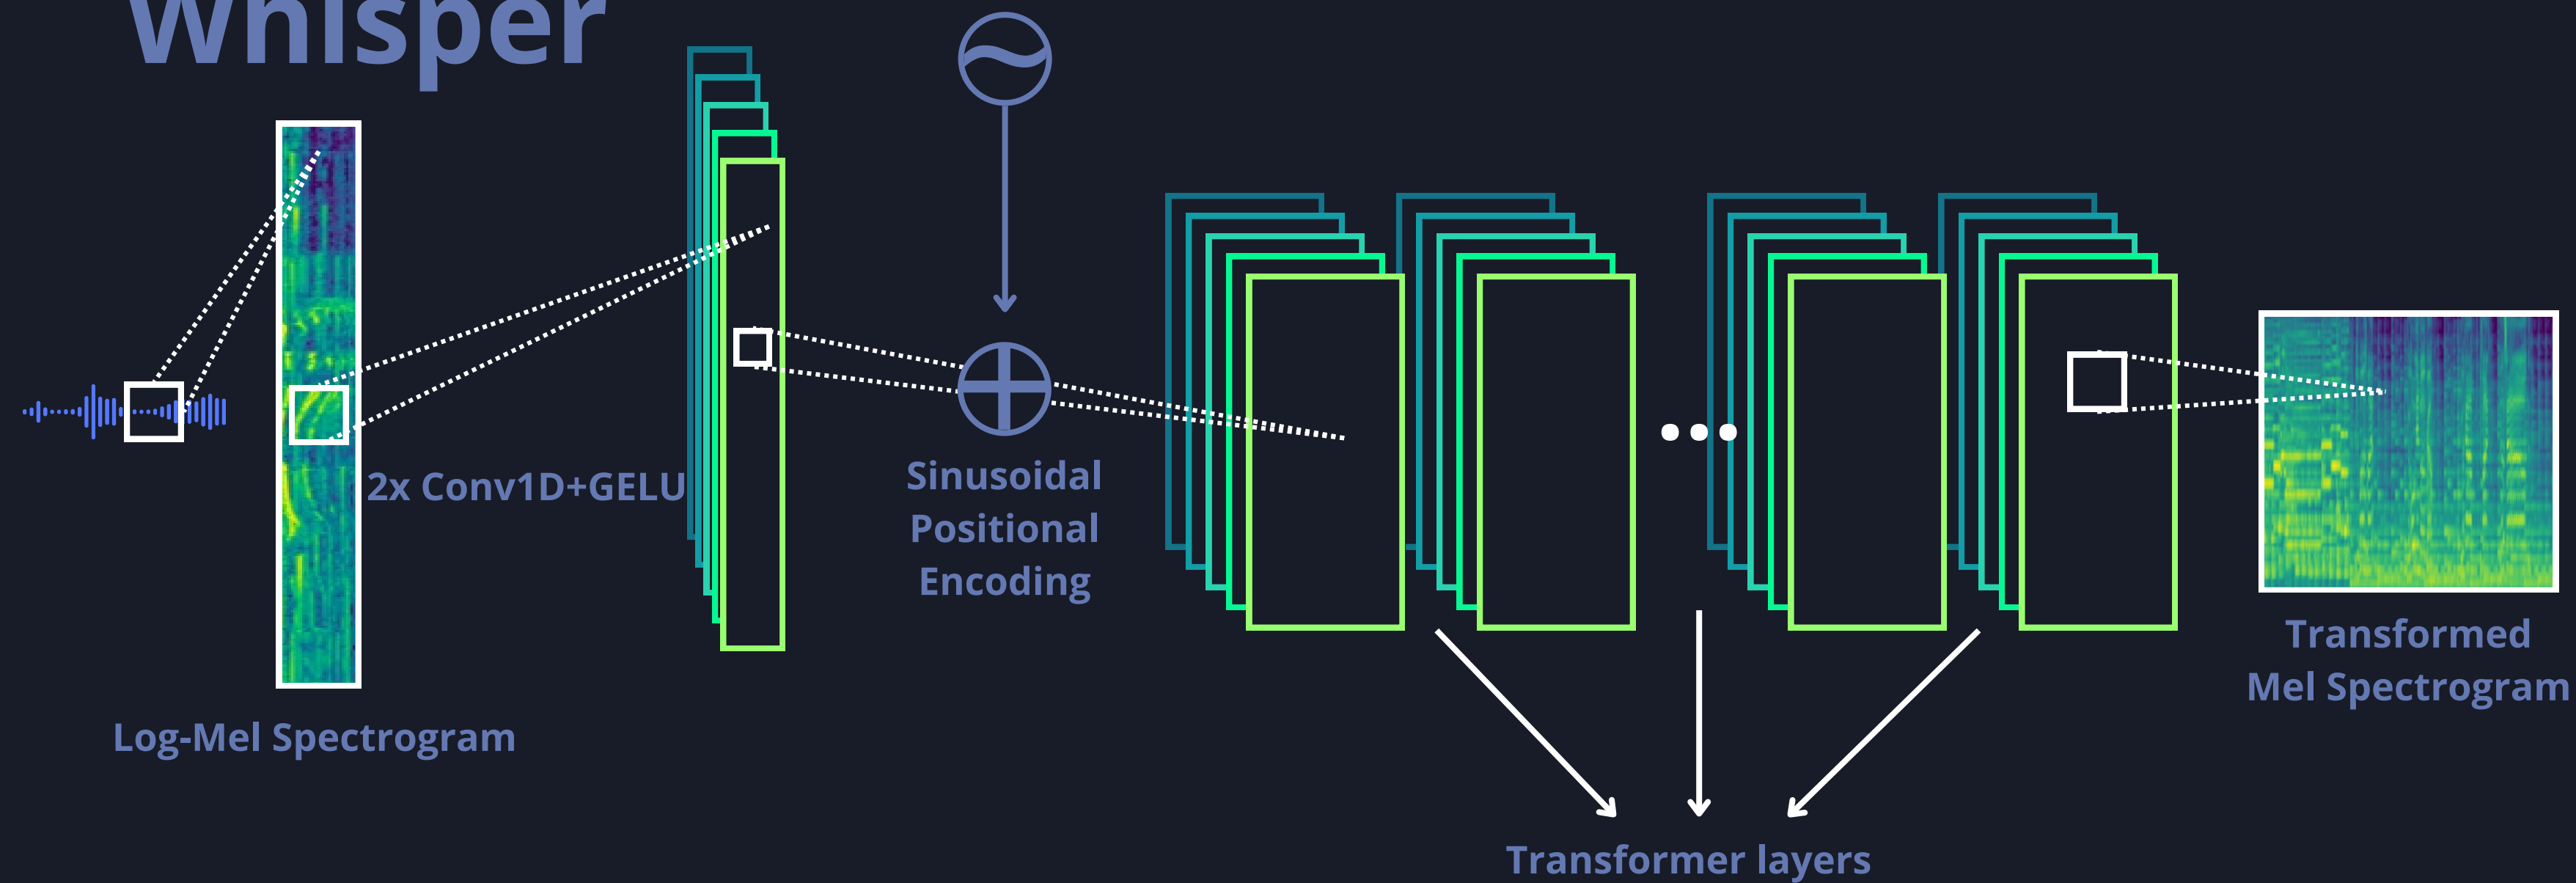 Whisper
2x Conv1D+GELU
Sinusoidal
Positional
Encoding
Log-Mel Spectrogram
Transformed
Mel Spectrogram
Transformer layers